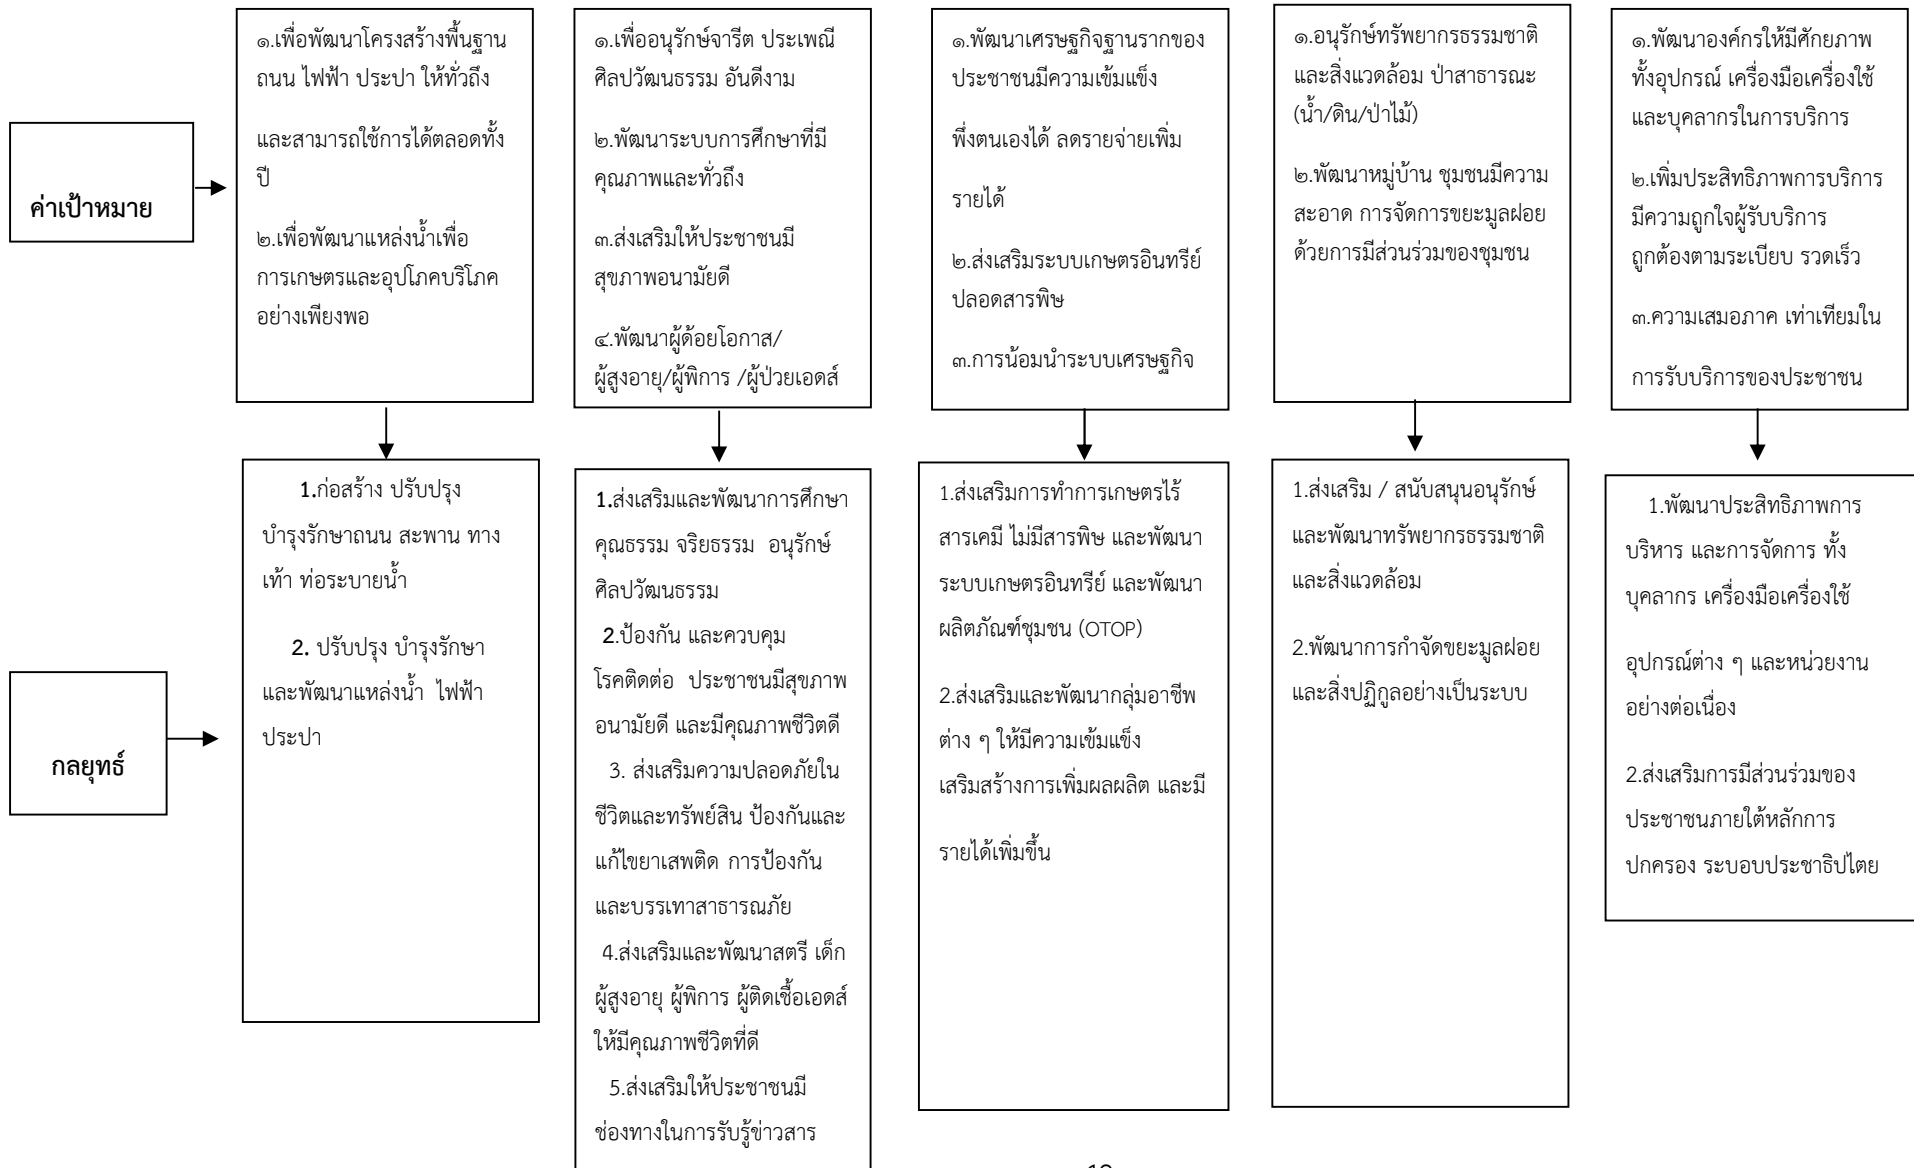 ค่าเป้าหมาย
๑.เพื่อพัฒนาโครงสร้างพื้นฐาน
ถนน ไฟฟ้า ประปา ให้ทั่วถึง
และสามารถใช้การได้ตลอดทั้ง
ปี
๒.เพื่อพัฒนาแหล่งน้ำเพื่อ
การเกษตรและอุปโภคบริโภค
อย่างเพียงพอ
๑.เพื่ออนุรักษ์จารีต ประเพณี
ศิลปวัฒนธรรม อันดีงาม
๒.พัฒนาระบบการศึกษาที่มี
คุณภาพและทั่วถึง
๓.ส่งเสริมให้ประชาชนมี
สุขภาพอนามัยดี
๔.พัฒนาผู้ด้อยโอกาส/
ผู้สูงอายุ/ผู้พิการ /ผู้ป่วยเอดส์
๑.พัฒนาเศรษฐกิจฐานรากของ
ประชาชนมีความเข้มแข็ง
พึ่งตนเองได้ ลดรายจ่ายเพิ่ม
รายได้
๒.ส่งเสริมระบบเกษตรอินทรีย์
ปลอดสารพิษ
๓.การน้อมนำระบบเศรษฐกิจ
๑.อนุรักษ์ทรัพยากรธรรมชาติ
และสิ่งแวดล้อม ป่าสาธารณะ
(น้ำ/ดิน/ป่าไม้)
๒.พัฒนาหมู่บ้าน ชุมชนมีความ
สะอาด การจัดการขยะมูลฝอย
ด้วยการมีส่วนร่วมของชุมชน
๑.พัฒนาองค์กรให้มีศักยภาพ
ทั้งอุปกรณ์ เครื่องมือเครื่องใช้
และบุคลากรในการบริการ
๒.เพิ่มประสิทธิภาพการบริการ
มีความถูกใจผู้รับบริการ
ถูกต้องตามระเบียบ รวดเร็ว
๓.ความเสมอภาค เท่าเทียมใน
การรับบริการของประชาชน
กลยุทธ์
1.ก่อสร้าง ปรับปรุง
บำรุงรักษาถนน สะพาน ทาง
เท้า ท่อระบายน้ำ
2. ปรับปรุง บำรุงรักษา
และพัฒนาแหล่งน้ำ ไฟฟ้า
ประปา
1.ส่งเสริมและพัฒนาการศึกษา
คุณธรรม จริยธรรม อนุรักษ์
ศิลปวัฒนธรรม
2.ป้องกัน และควบคุม
โรคติดต่อ ประชาชนมีสุขภาพ
อนามัยดี และมีคุณภาพชีวิตดี
3. ส่งเสริมความปลอดภัยใน
ชีวิตและทรัพย์สิน ป้องกันและ
แก้ไขยาเสพติด การป้องกัน
และบรรเทาสาธารณภัย
4.ส่งเสริมและพัฒนาสตรี เด็ก
ผู้สูงอายุ ผู้พิการ ผู้ติดเชื้อเอดส์
ให้มีคุณภาพชีวิตที่ดี
5.ส่งเสริมให้ประชาชนมี
ช่องทางในการรับรู้ข่าวสาร
1.ส่งเสริมการทำการเกษตรไร้
สารเคมี ไม่มีสารพิษ และพัฒนา
ระบบเกษตรอินทรีย์ และพัฒนา
ผลิตภัณฑ์ชุมชน (OTOP)
2.ส่งเสริมและพัฒนากลุ่มอาชีพ
ต่าง ๆ ให้มีความเข้มแข็ง
เสริมสร้างการเพิ่มผลผลิต และมี
รายได้เพิ่มขึ้น
1.ส่งเสริม / สนับสนุนอนุรักษ์
และพัฒนาทรัพยากรธรรมชาติ
และสิ่งแวดล้อม
2.พัฒนาการกำจัดขยะมูลฝอย
และสิ่งปฏิกูลอย่างเป็นระบบ
1.พัฒนาประสิทธิภาพการ
บริหาร และการจัดการ ทั้ง
บุคลากร เครื่องมือเครื่องใช้
อุปกรณ์ต่าง ๆ และหน่วยงาน
อย่างต่อเนื่อง
2.ส่งเสริมการมีส่วนร่วมของ
ประชาชนภายใต้หลักการ
ปกครอง ระบอบประชาธิปไตย